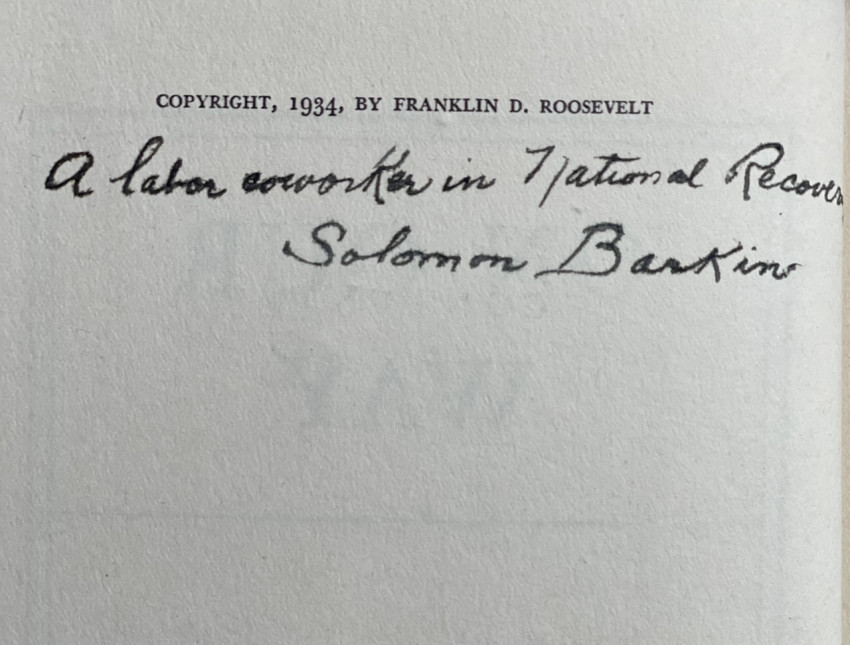 COPYRIGHT, 1934, BY FRANKLIN D. ROOSEVELT
A labor coworker in National Recover
Solomon Barkin